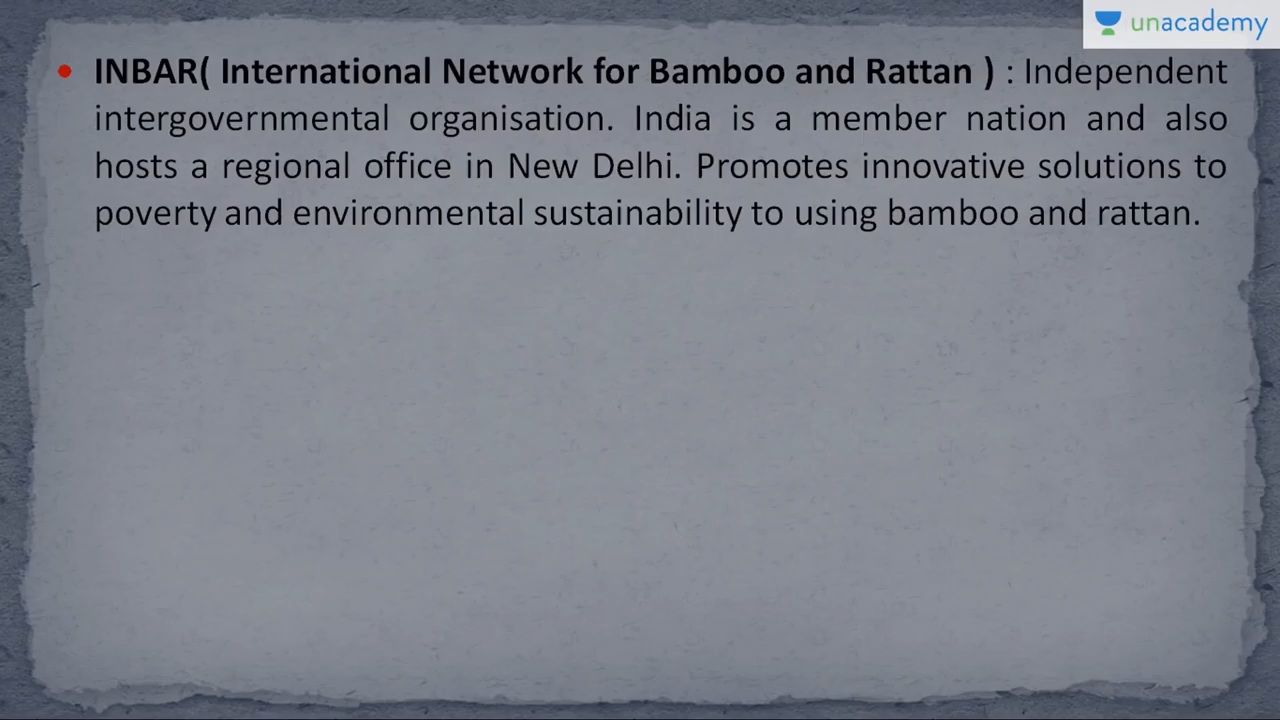 unacademy
• INBAR( International Network for Bamboo and Rattan ) : Independent
intergovernmental organisation. India is a member nation and also
hosts a regional office in New Delhi. Promotes innovative solutions to
poverty and environmental sustainability to using bamboo and rattan.